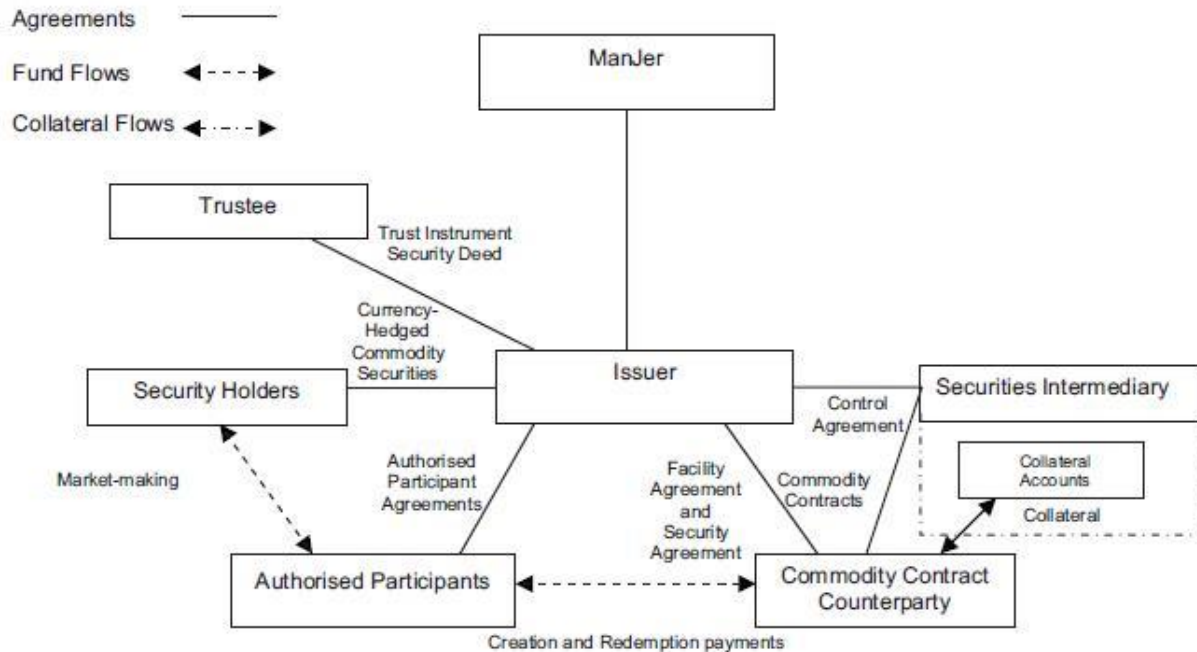 Agreements
ManJer
Fund Flows
Collateral Flows
Trustee
Trust Instrument
Security Deed
Currency-
Hedged
Commodity
Securities
Issuer
Security Holders
Securities Intermediary
Control
Agreement
Market-making
Authorised
Participant
Agreements
Facility
Agreement
and
Security
Agreement
Commodity
Contracts
Collateral
Accounts
Collateral
Authorised Participants
Commodity Contract
Counterparty
Creation and Redemption payments